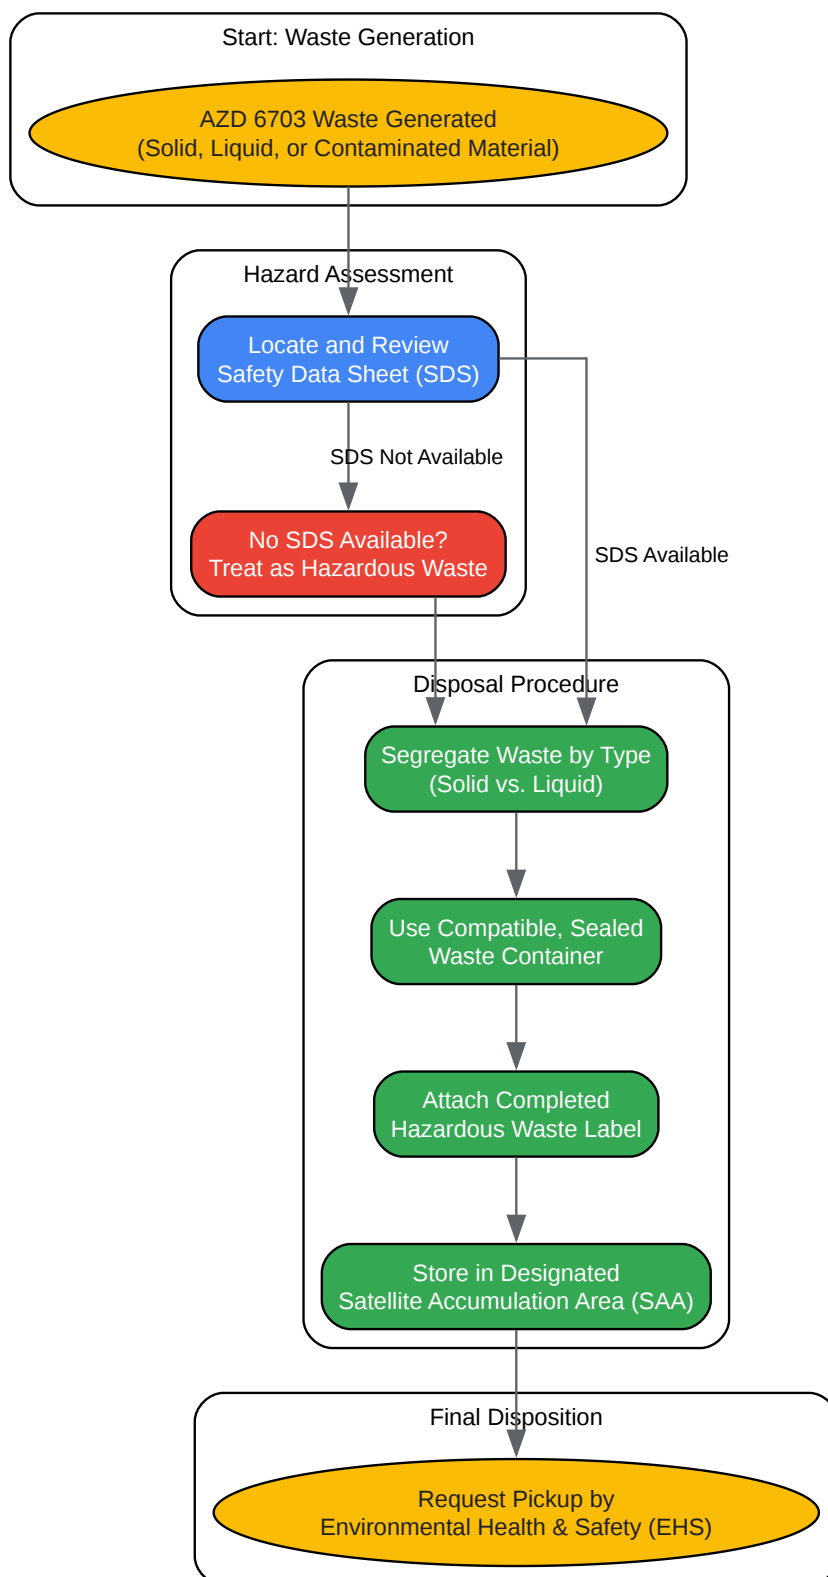 Start: Waste Generation
AZD 6703 Waste Generated
(Solid, Liquid, or Contaminated Material)
Hazard Assessment
Locate and Review
Safety Data Sheet (SDS)
SDS Not Available
No SDS Available?
Treat as Hazardous Waste
SDS Available
Disposal Procedure
Segregate Waste by Type
(Solid vs. Liquid)
Use Compatible, Sealed
Waste Container
Attach Completed
Hazardous Waste Label
Store in Designated
Satellite Accumulation Area (SAA)
Final Disposition
Request Pickup by
Environmental Health & Safety (EHS)